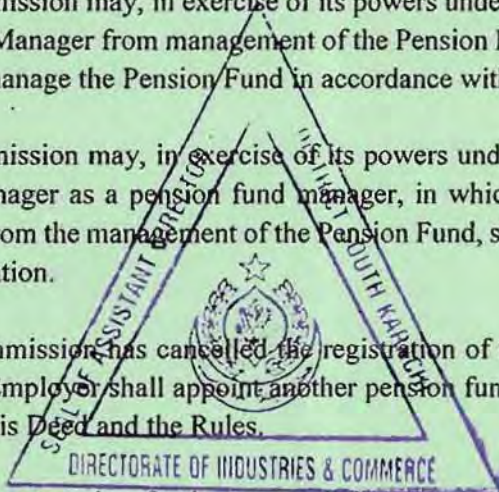 mission may, in exercise of its powers under
Manager from management of the Pension
manage the Pension Fund in accordance wit
mission may, in exercise of its powers und
nager as a pension fund manager, in whic
om the management of the Pension Fund, s
ation.
mmission has cancelled the registration of
Employer shall appoint another pension fun
is Deed and the Rules.
SEAL OF ASSISTANT DIRECTOR
DISTRICT SOUTH KARACHI
DIRECTORATE OF INDUSTRIES & COMMERCE